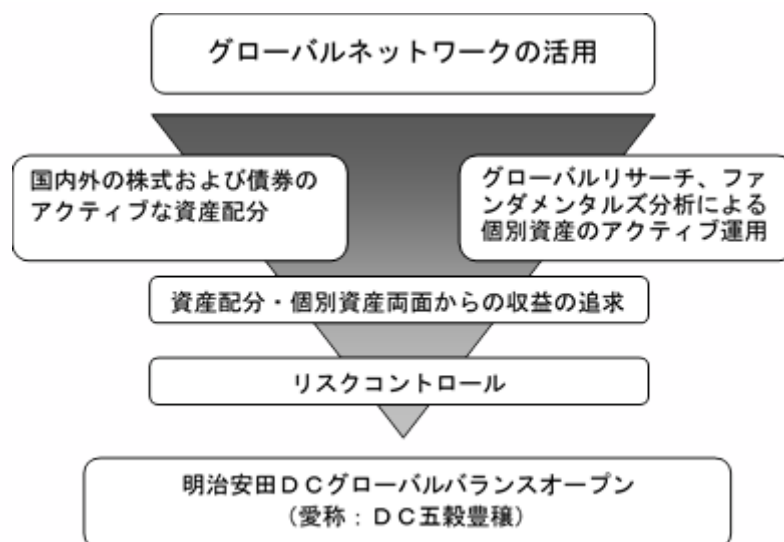 グローバルネットワークの活用
国内外の株式および債券の
アクティブな資産配分
グローバルリサーチ、ファ
ンダメンタルズ分析による
個別資産のアクティブ運用
資産配分・個別資産両面からの収益の追求
リスクコントロール
明治安田ＤＣグローバルバランスオープン
（愛称：ＤＣ五穀豊穣）